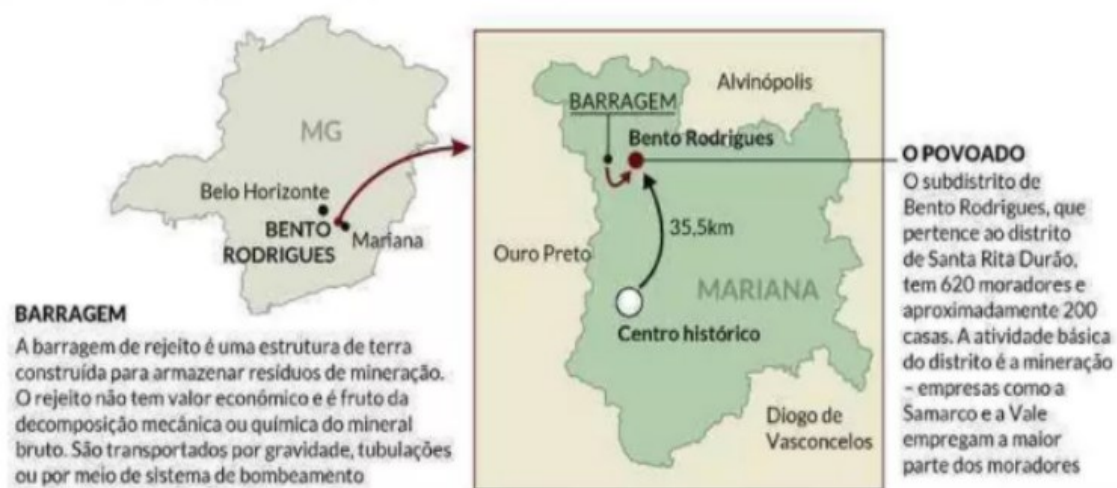 MG
Belo Horizonte
BENTO
RODRIGUES
Mariana
BARRAGEM
A barragem de rejeito é uma estrutura de terra
construída para armazenar resíduos de mineração.
O rejeito não tem valor económico e é fruto da
decomposição mecânica ou química do mineral
bruto. São transportados por gravidade, tubulações
ou por meio de sistema de bombeamento
Alvinópolis
BARRAGEM
Bento Rodrigues
35,5km
Ouro Preto
MARIANA
Centro histórico
Diogo de
Vasconcelos
O POVOADO
O subdistrito de
Bento Rodrigues, que
pertence ao distrito
de Santa Rita Durão,
tem 620 moradores e
aproximadamente 200
casas. A atividade básica
do distrito é a mineração
– empresas como a
Samarco e a Vale
empregam a maior
parte dos moradores